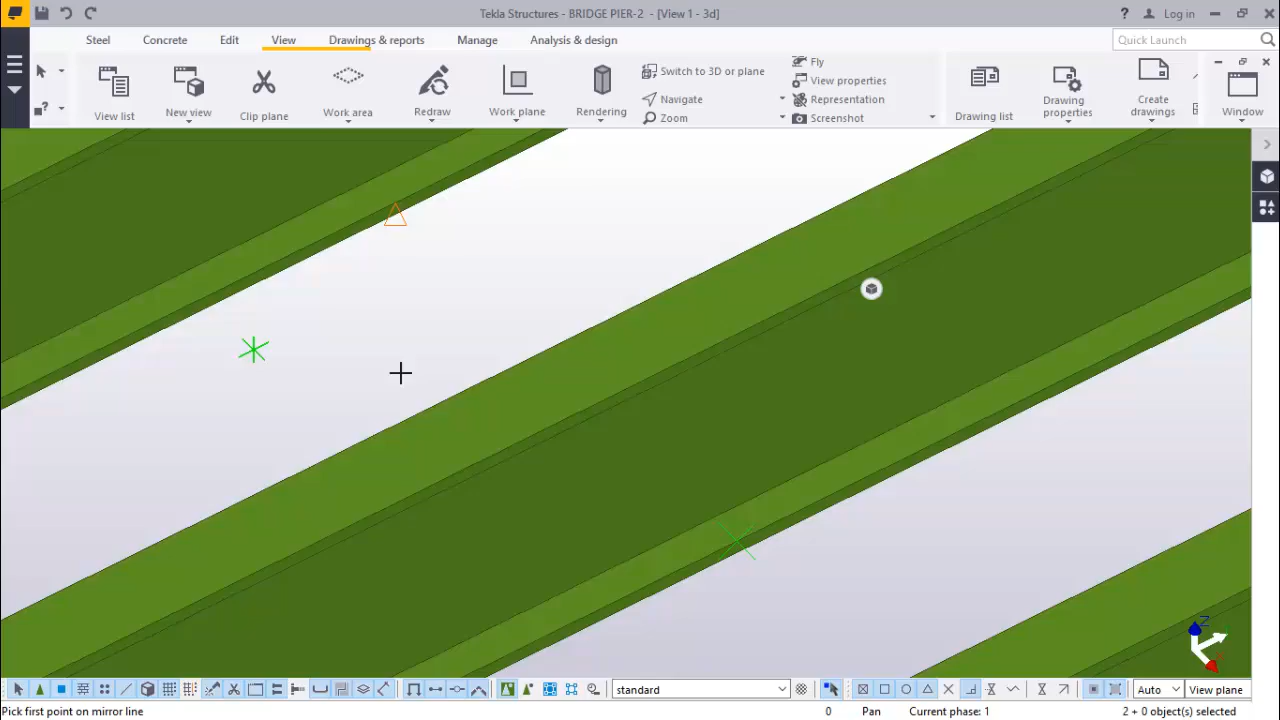 Tekla Structures - BRIDGE PIER-2 - [View 1 - 3d]
Log in
Steel
Concrete
Edit
View
Drawings & reports
Manage
Analysis & design
Quick Launch
View list
New view
Clip plane
Work area
Redraw
Work plane
Rendering
Switch to 3D or plane
Navigate
Zoom
Fly
View properties
Representation
Screenshot
Drawing list
Drawing
properties
Create
drawings
Window
Z
standard
Auto
View plane
Pick first point on mirror line
0
Pan
Current phase: 1
2 + 0 object(s) selected